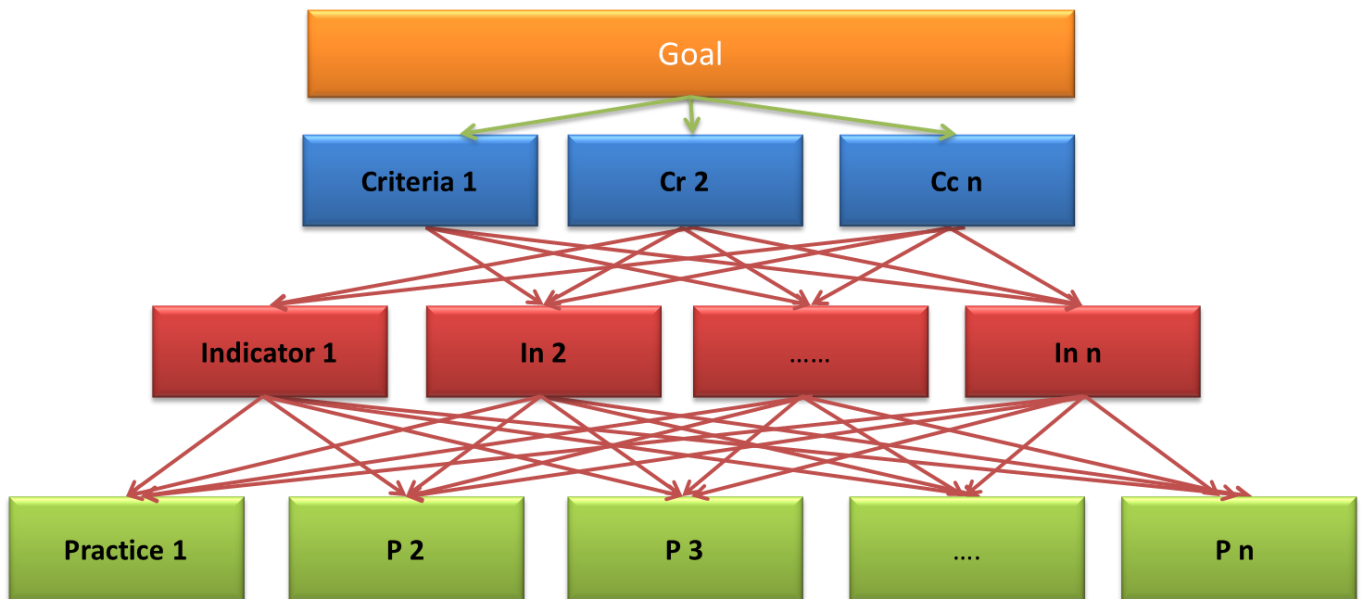 Goal
Criteria 1
Cr 2
Cc n
Indicator 1
In 2
......
In n
Practice 1
P 2
P 3
....
P n